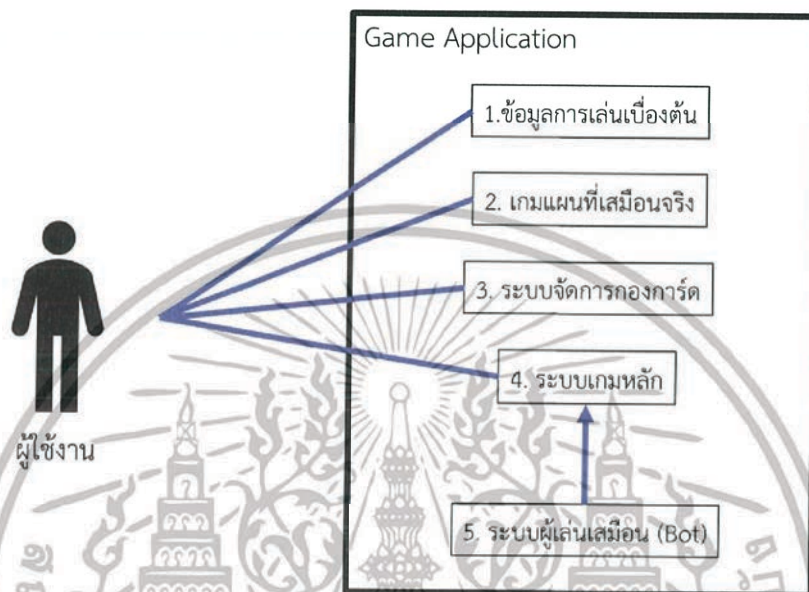 Game Application
1.ข้อมูลการเล่นเบื่องต้น
2. เกมแผนที่เสมือนจริง
3. ระบบจัดการกองการ์ด
4. ระบบเกมหลัก
ผู้ใช้งาน
5. ระบบผู้เล่นเสมือน (Bot)